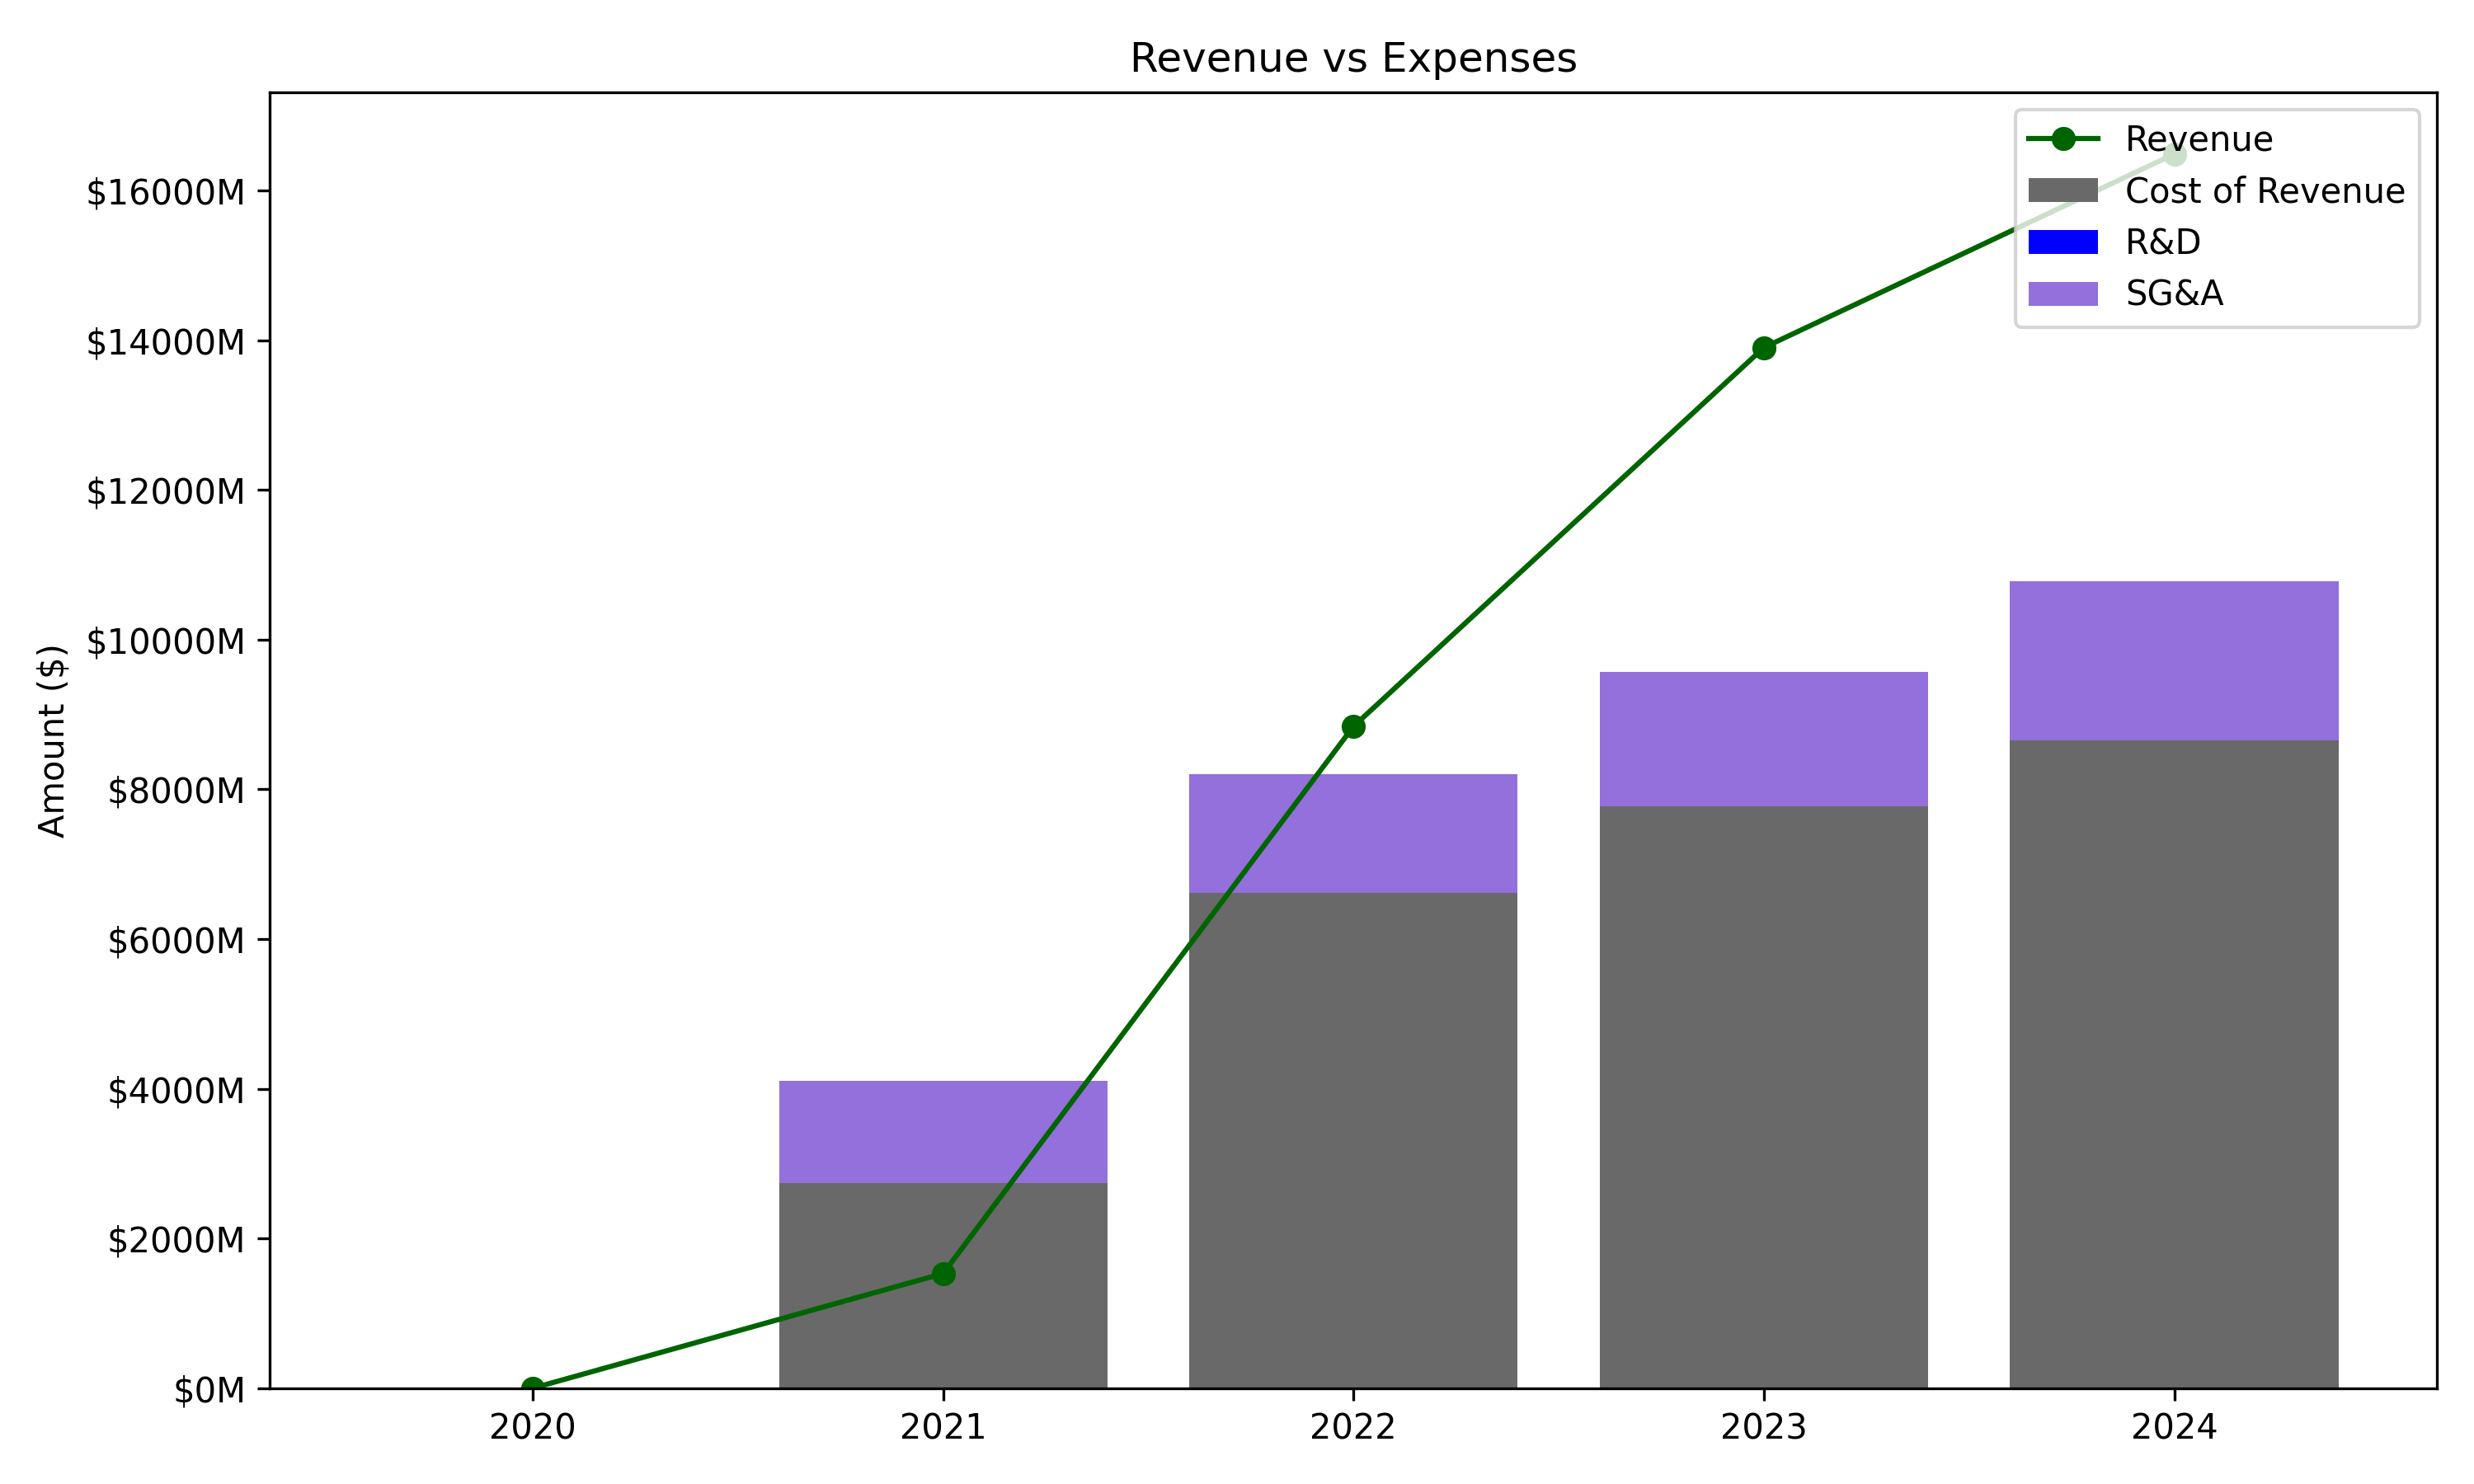 Revenue vs Expenses
Revenue
Cost of Revenue
R&D
SG&A
Amount ($)
$16000M
$14000M
$12000M
$10000M
$8000M
$6000M
$4000M
$2000M
$0M
2020 2021 2022 2023 2024